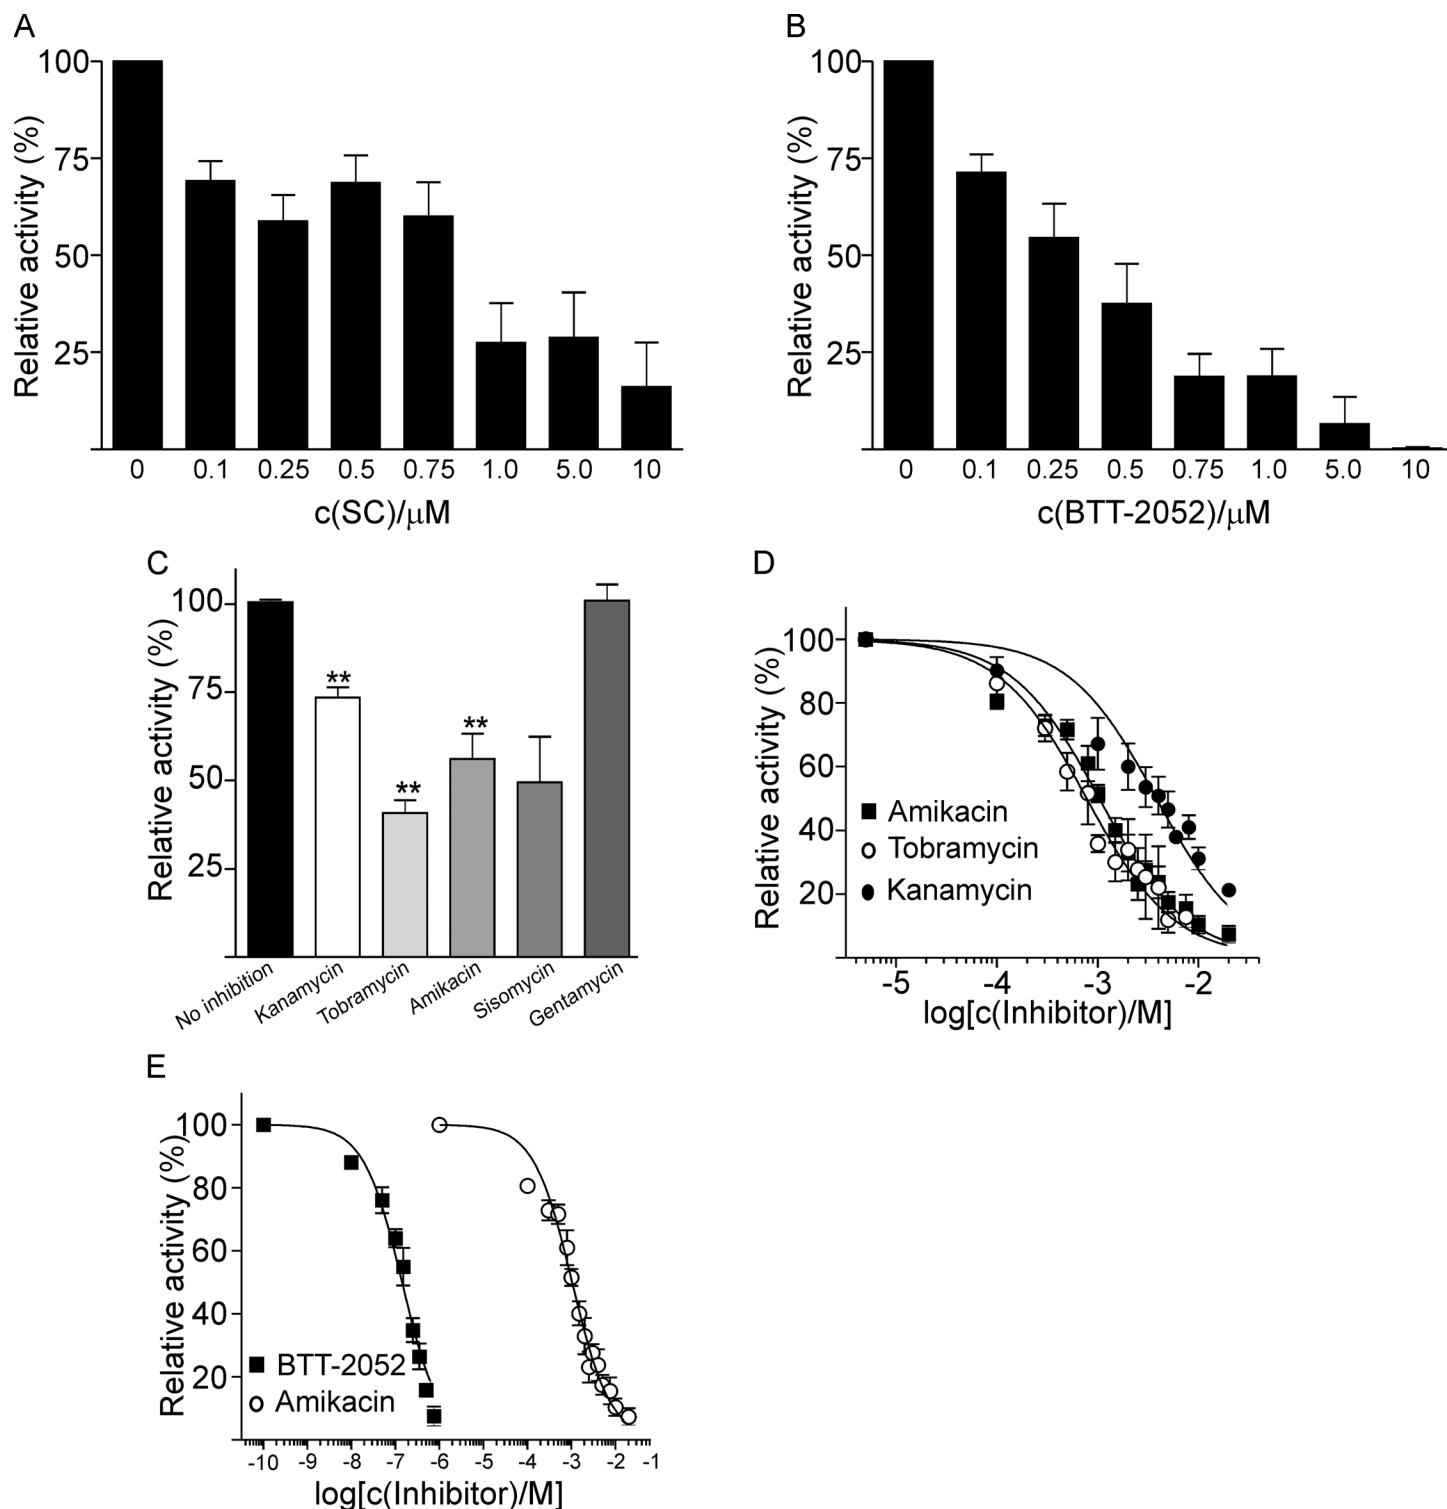 A
Relative activity (%)
100
75
50
25
0 0.1 0.25 0.5 0.75 1.0 5.0 10
c(SC)/μM
B
Relative activity (%)
100
75
50
25
0 0.1 0.25 0.5 0.75 1.0 5.0 10
c(BTT-2052)/μM
C
Relative activity (%)
100
75
50
25
** ** **
No inhibition Kanamycin Tobramycin Amikacin Sisomycin Gentamycin
D
Relative activity (%)
100
80
60
40
20
Amikacin
Tobramycin
Kanamycin
-5 -4 -3 -2
log[c(Inhibitor)/M]
E
Relative activity (%)
100
80
60
40
20
BTT-2052
Amikacin
-10 -9 -8 -7 -6 -5 -4 -3 -2 -1
log[c(Inhibitor)/M]